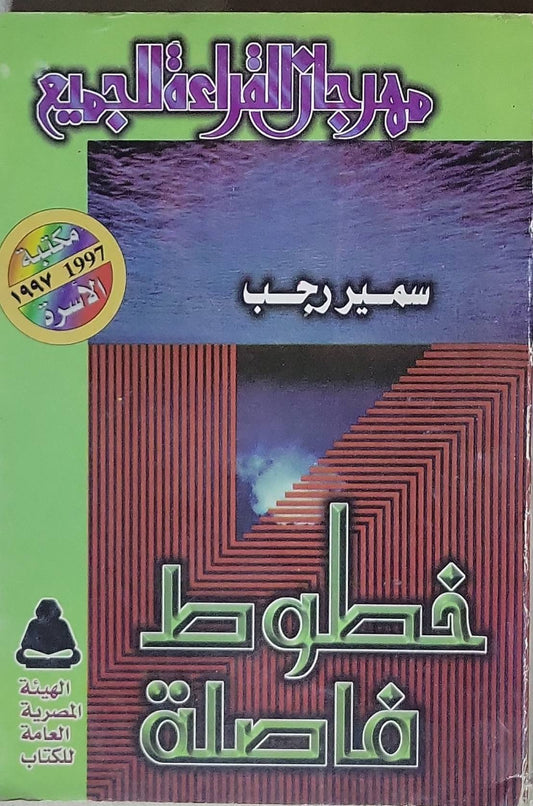 مهرجان القراءة للجميع
مكتبة
1997 ١٩٩٧
الأسرة
سمير رجب
خطوط
فاصلة
الهيئة
المصرية
العامة
للكتاب